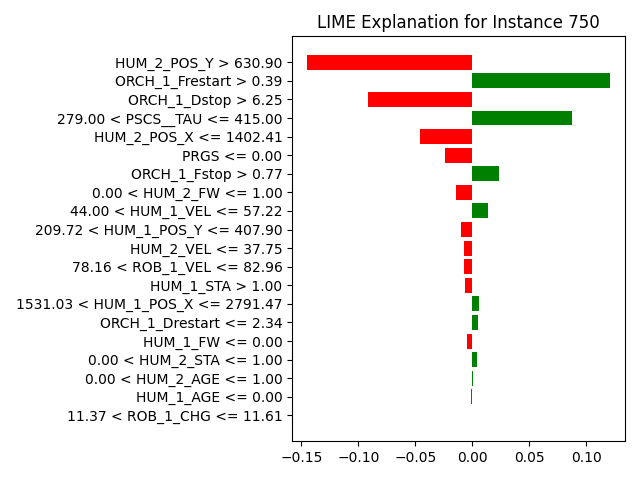 LIME Explanation for Instance 750
HUM_2_POS_Y > 630.90
ORCH_1_Frestart > 0.39
ORCH_1_Dstop > 6.25
279.00 < PSCS__TAU <= 415.00
HUM_2_POS_X <= 1402.41
PRGS <= 0.00
ORCH_1_Fstop > 0.77
0.00 < HUM_2_FW <= 1.00
44.00 < HUM_1_VEL <= 57.22
209.72 < HUM_1_POS_Y <= 407.90
HUM_2_VEL <= 37.75
78.16 < ROB_1_VEL <= 82.96
HUM_1_STA > 1.00
1531.03 < HUM_1_POS_X <= 2791.47
ORCH_1_Drestart <= 2.34
HUM_1_FW <= 0.00
0.00 < HUM_2_STA <= 1.00
0.00 < HUM_2_AGE <= 1.00
HUM_1_AGE <= 0.00
11.37 < ROB_1_CHG <= 11.61
−0.15 −0.10 −0.05 0.00 0.05 0.10